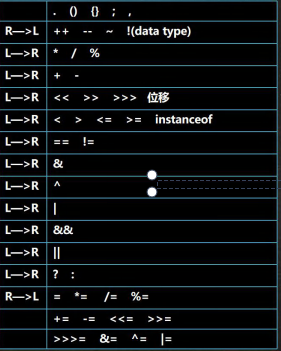 . () {} ; ,
R—>L ++ -- ~ !(data type)
L—>R * / %
L—>R + -
L—>R << >> >>> 位移
L—>R < > <= >= instanceof
L—>R == !=
L—>R &
L—>R ^
L—>R |
L—>R &&
L—>R ||
L—>R ? :
R—>L = *= /= %=
+= -= <<= >>=
>>>= &= ^= |=